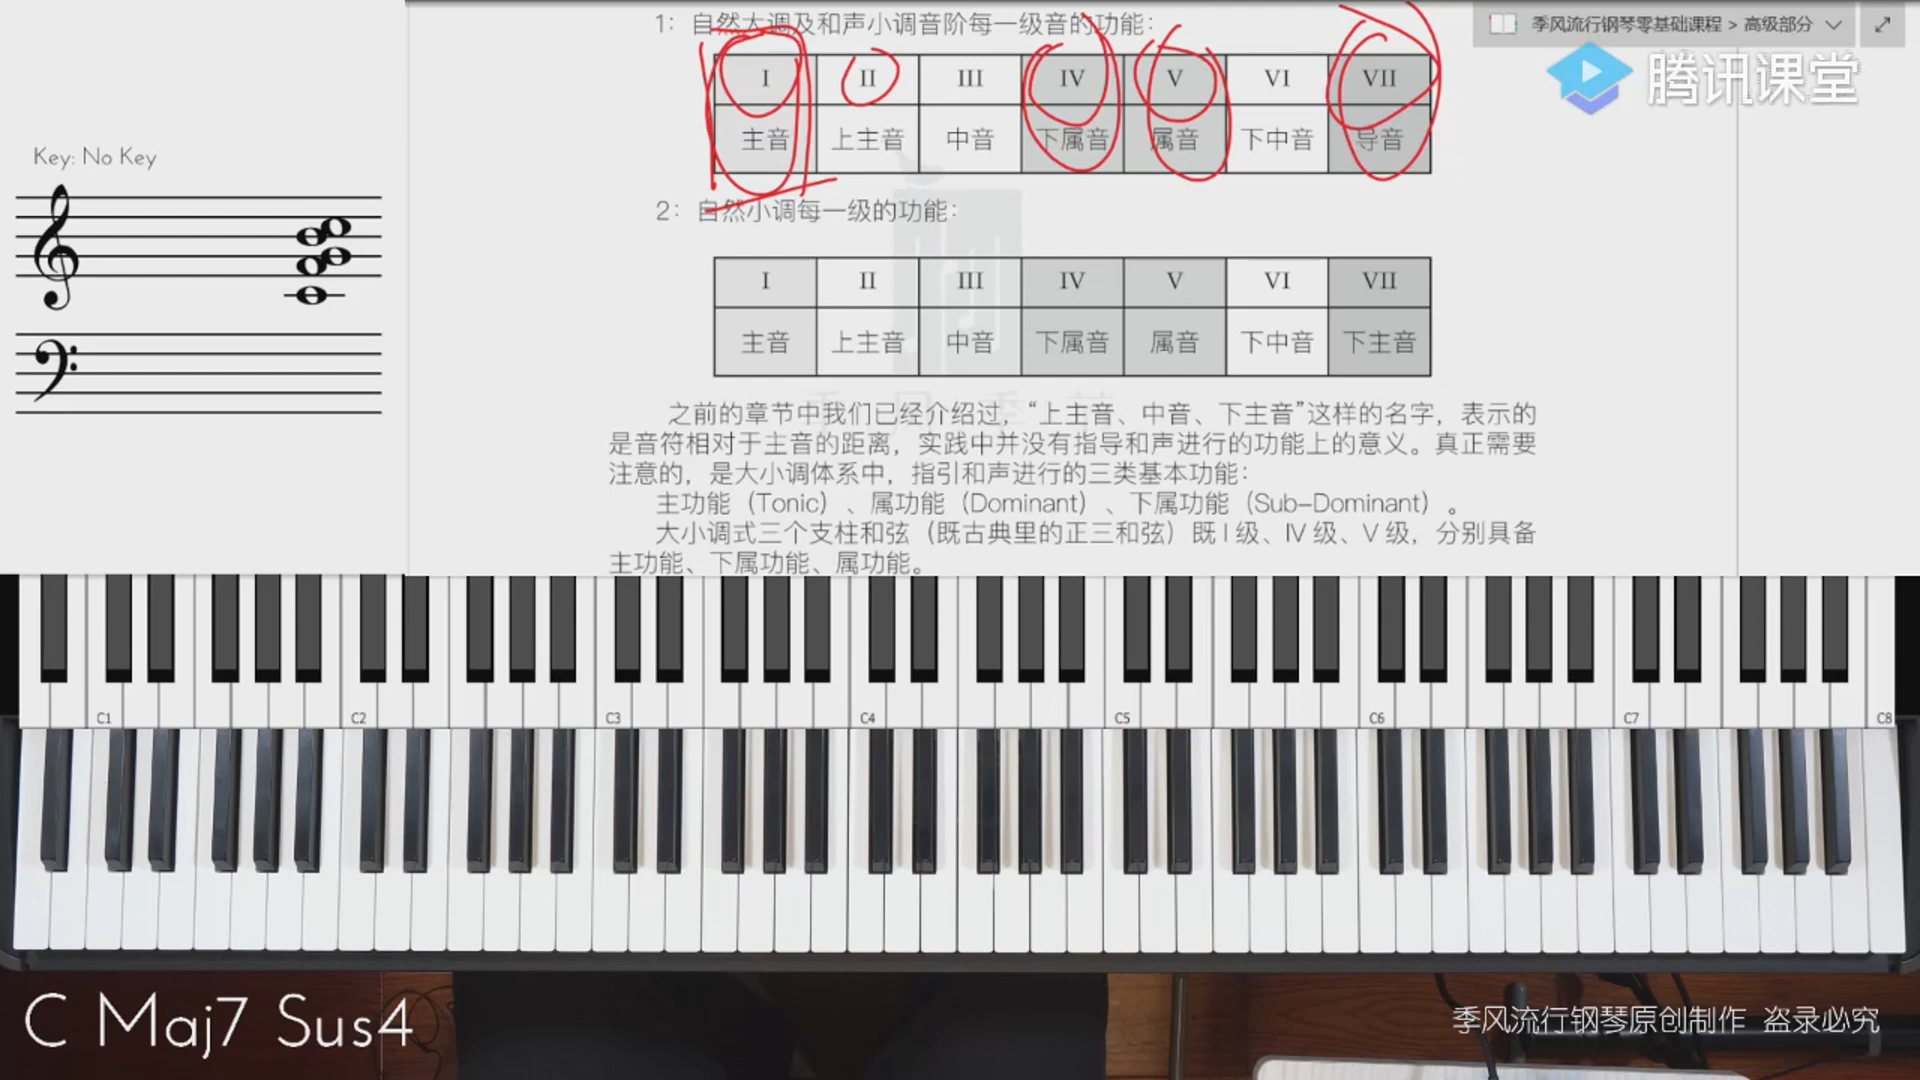 1：自然大调及和声小调音阶每一级音的功能：
季风流行钢琴零基础课程 > 高级部分
腾讯课堂
I II III IV V VI VII
主音 上主音 中音 下属音 属音 下中音 导音
Key: No Key
2：自然小调每一级的功能：
I II III IV V VI VII
主音 上主音 中音 下属音 属音 下中音 下主音
之前的章节中我们已经介绍过，“上主音、中音、下主音”这样的名字，表示的
是音符相对于主音的距离，实践中并没有指导和声进行的功能上的意义。真正需要
注意的，是大小调体系中，指引和声进行的三类基本功能：
主功能（Tonic）、属功能（Dominant）、下属功能（Sub-Dominant）。
大小调式三个支柱和弦（既古典里的正三和弦）既 I 级、IV 级、V 级，分别具备
主功能、下属功能、属功能。
C1 C2 C3 C4 C5 C6 C7 C8
C Maj7 Sus4
季风流行钢琴原创制作 盗录必究